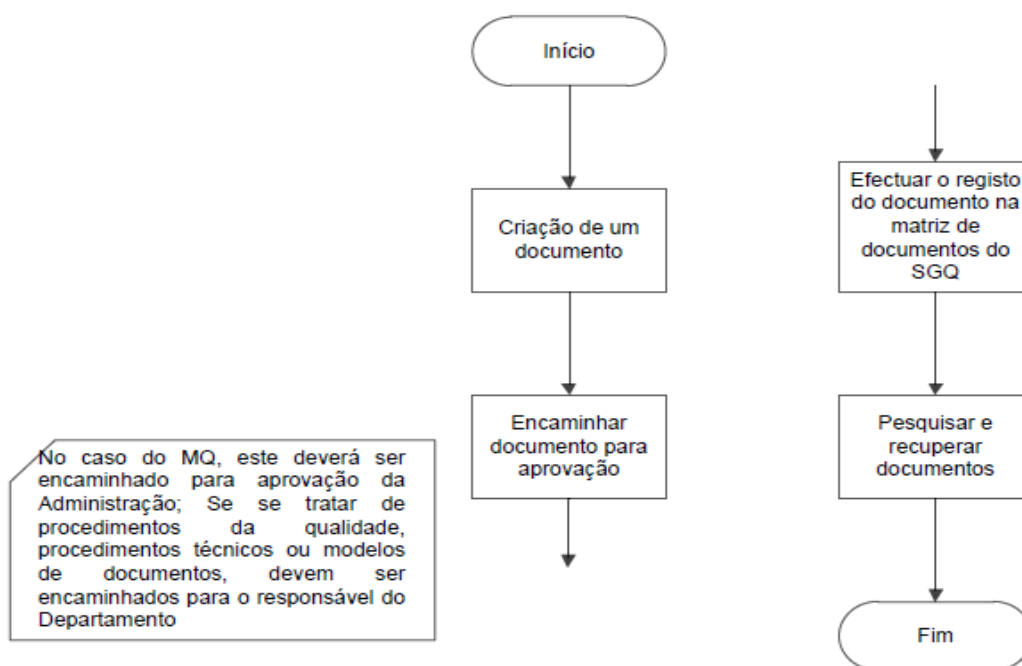 Início
Criação de um
documento
Encaminhar
documento para
aprovação
No caso do MQ, este deverá ser
encaminhado para aprovação da
Administração; Se se tratar de
procedimentos da qualidade,
procedimentos técnicos ou modelos
de documentos, devem ser
encaminhados para o responsável do
Departamento
Efectuar o registo
do documento na
matriz de
documentos do
SGQ
Pesquisar e
recuperar
documentos
Fim